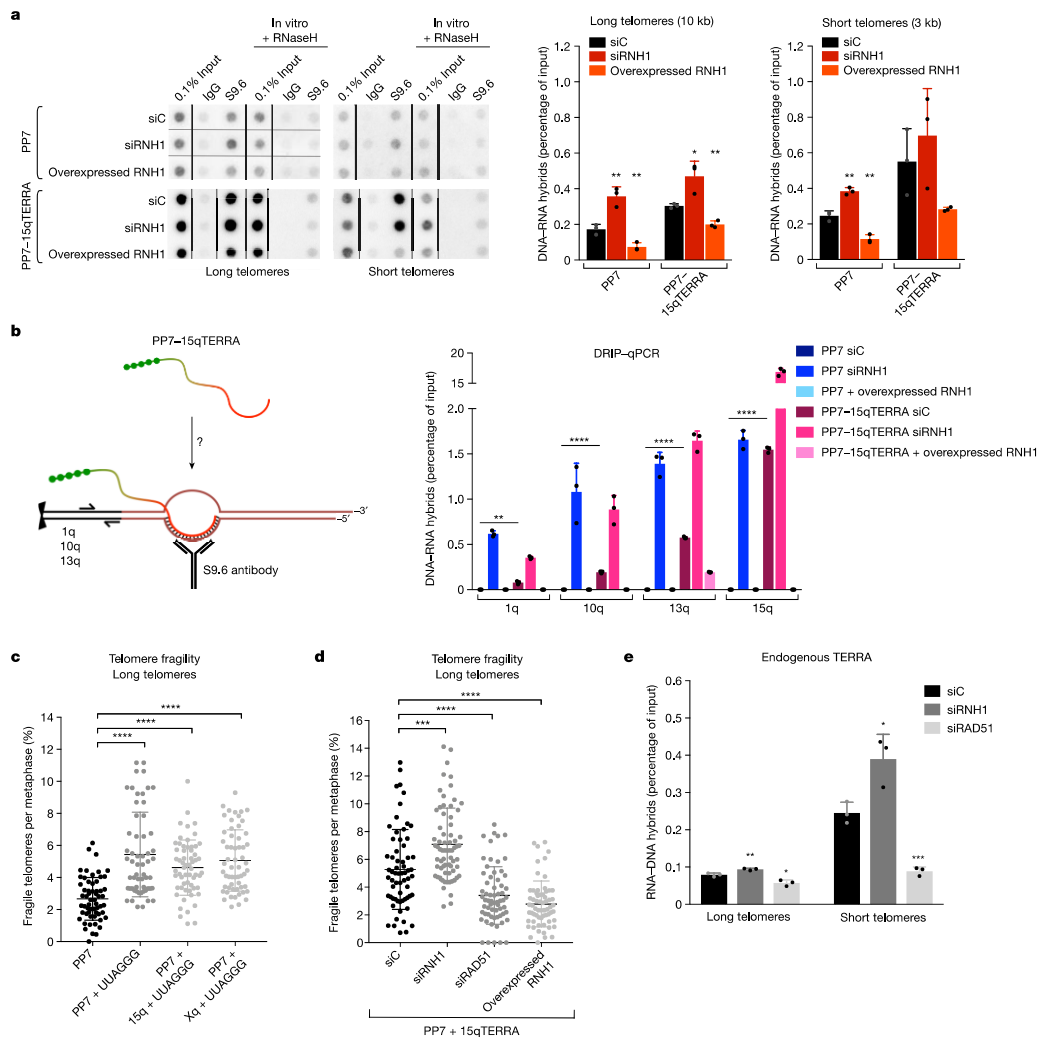 a
In vitro
+ RNaseH
In vitro
+ RNaseH
0.1% Input
IgG
S9.6
0.1% Input
IgG
S9.6
0.1% Input
IgG
S9.6
0.1% Input
IgG
S9.6
PP7
siC
siRNH1
Overexpressed RNH1
PP7–15qTERRA
siC
siRNH1
Overexpressed RNH1
Long telomeres
Short telomeres
Long telomeres (10 kb)
siC
siRNH1
Overexpressed RNH1
DNA–RNA hybrids (percentage of input)
1.2
1.0
0.8
0.6
0.4
0.2
0
** ** * **
PP7
PP7–
15qTERRA
Short telomeres (3 kb)
siC
siRNH1
Overexpressed RNH1
DNA–RNA hybrids (percentage of input)
1.2
1.0
0.8
0.6
0.4
0.2
0
** **
PP7
PP7–
15qTERRA
b
PP7–15qTERRA
?
–3′
–5′
1q
10q
13q
S9.6 antibody
DRIP–qPCR
DNA–RNA hybrids (percentage of input)
20
15
2.0
1.5
1.0
0.5
0
** **** **** ****
1q
10q
13q
15q
PP7 siC
PP7 siRNH1
PP7 + overexpressed RNH1
PP7–15qTERRA siC
PP7–15qTERRA siRNH1
PP7–15qTERRA + overexpressed RNH1
c
Telomere fragility
Long telomeres
Fragile telomeres per metaphase (%)
14
12
10
8
6
4
2
0
****
****
****
PP7
PP7 + UUAGGG
PP7 +
15q + UUAGGG
PP7 +
Xq + UUAGGG
d
Telomere fragility
Long telomeres
Fragile telomeres per metaphase (%)
16
14
12
10
8
6
4
2
0
****
****
***
siC
siRNH1
siRAD51
Overexpressed
RNH1
PP7 + 15qTERRA
e
Endogenous TERRA
siC
siRNH1
siRAD51
RNA–DNA hybrids (percentage of input)
0.6
0.4
0.3
0.2
0.1
0
** * * ***
Long telomeres
Short telomeres